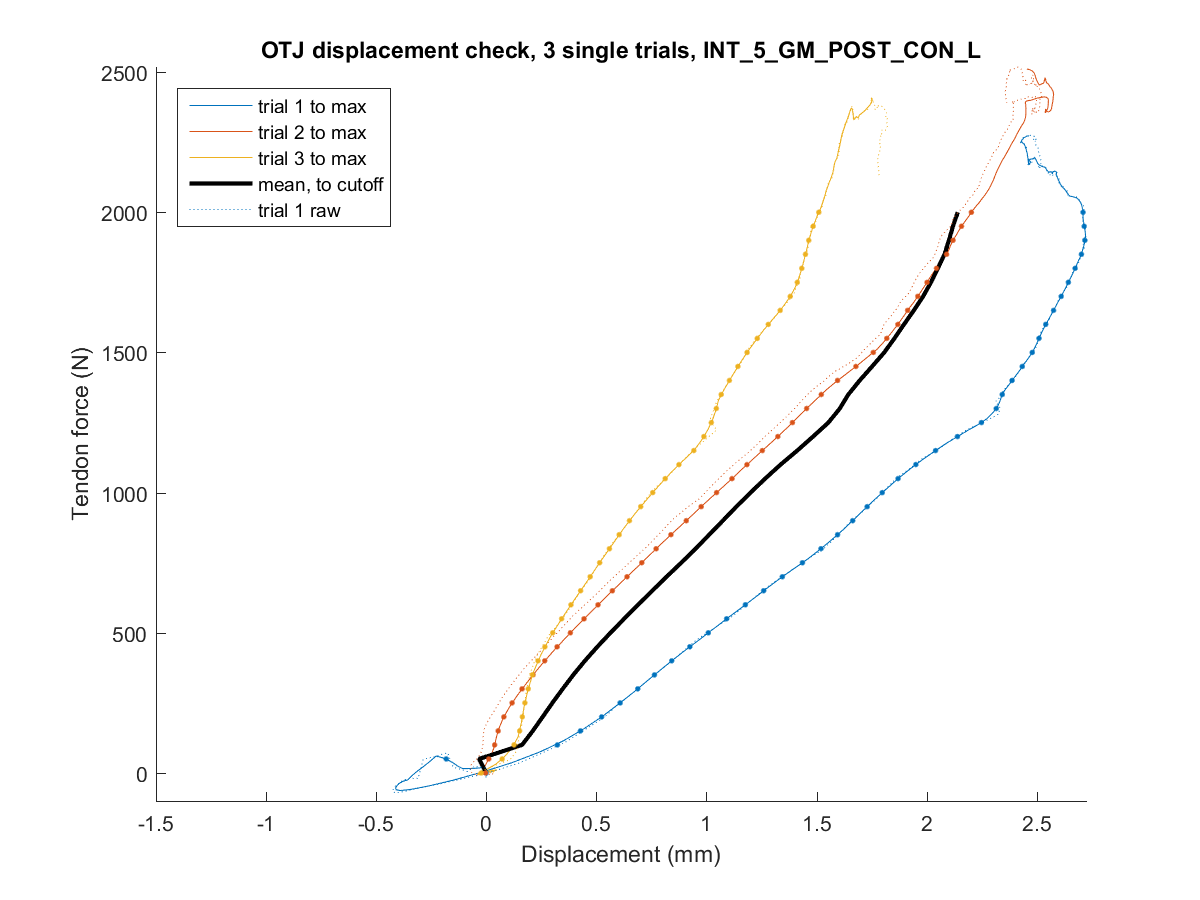 OTJ displacement check, 3 single trials, INT_5_GM_POST_CON_L
trial 1 to max
trial 2 to max
trial 3 to max
mean, to cutoff
trial 1 raw
2500
2000
1500
1000
500
0
Tendon force (N)
-1.5
-1
-0.5
0
0.5
1
1.5
2
2.5
Displacement (mm)